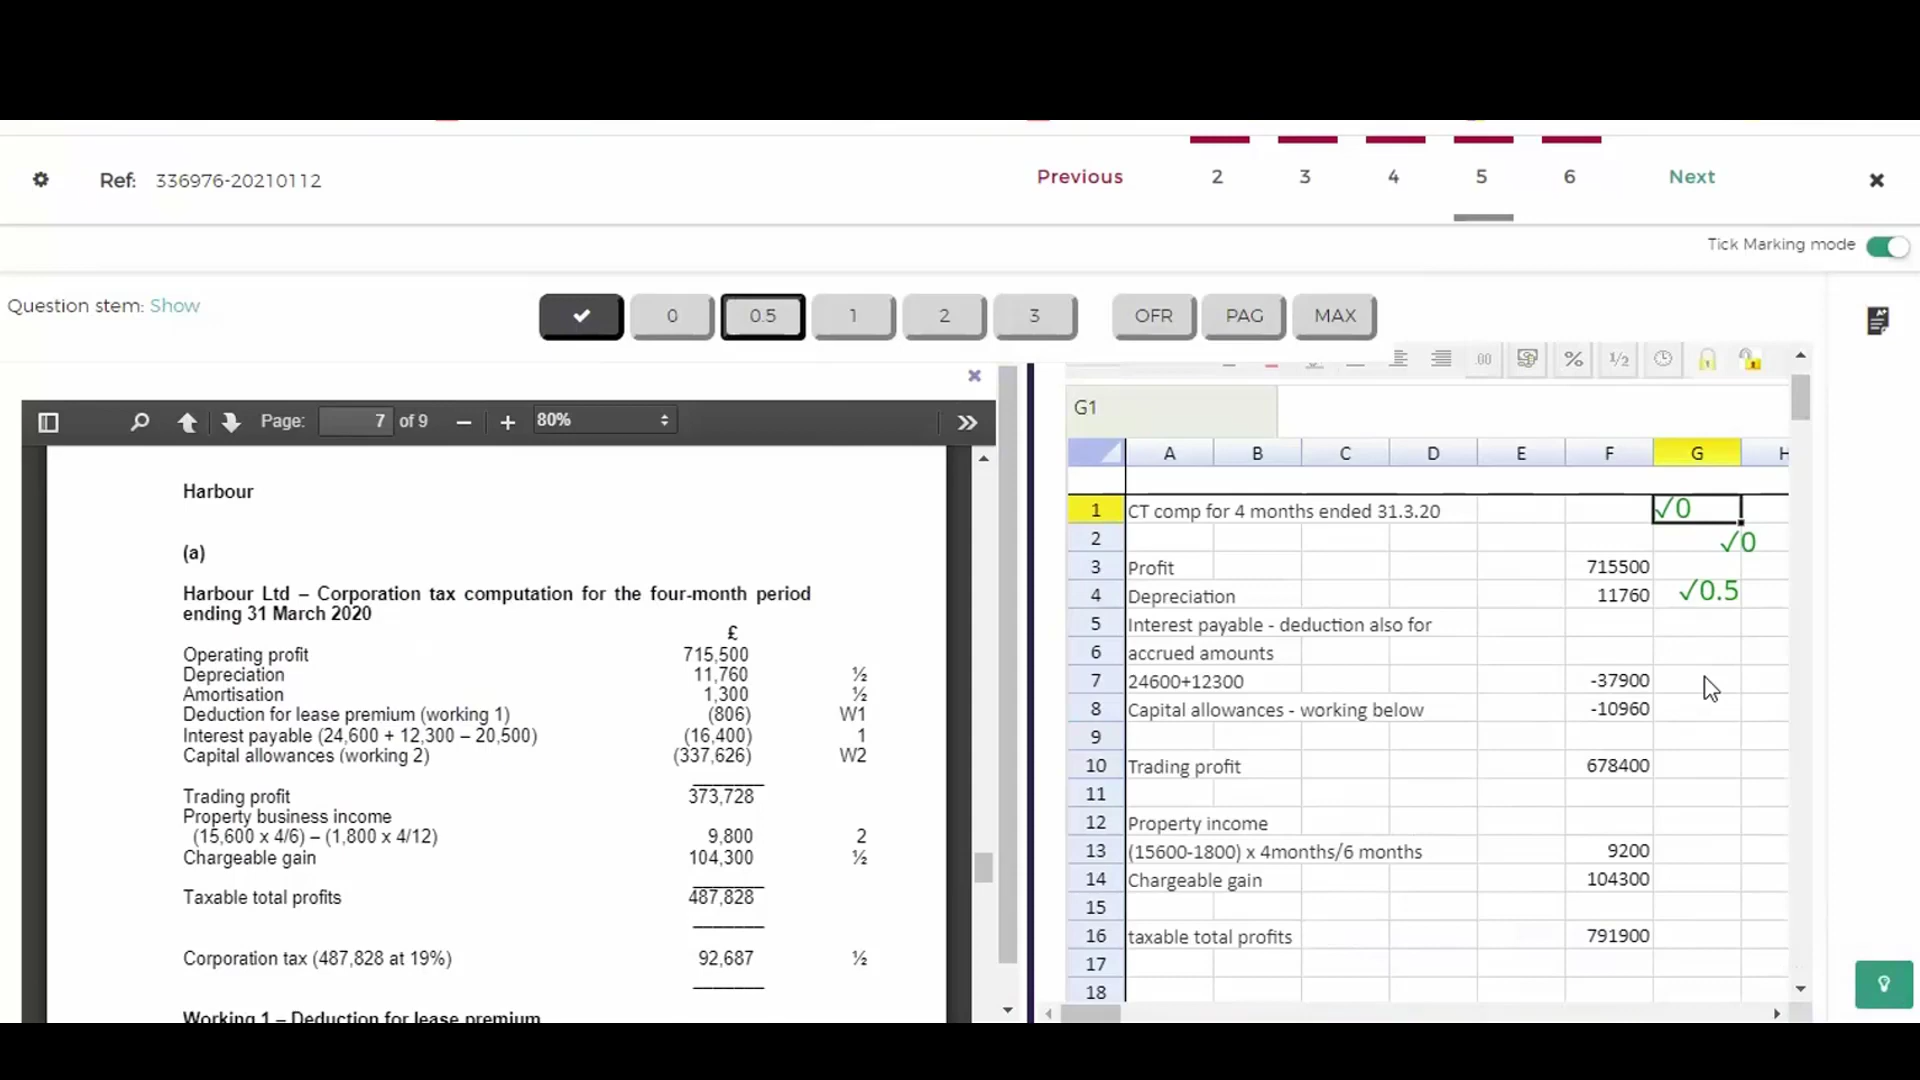 Ref: 336976-20210112
Previous 2 3 4 5 6 Next
Tick Marking mode
Question stem: Show
0 0.5 1 2 3 OFR PAG MAX
Page: 7 of 9 80%
Harbour
(a)
Harbour Ltd – Corporation tax computation for the four-month period
ending 31 March 2020
£
Operating profit 715,500
Depreciation 11,760 ½
Amortisation 1,300 ½
Deduction for lease premium (working 1) (806) W1
Interest payable (24,600 + 12,300 – 20,500) (16,400) 1
Capital allowances (working 2) (337,626) W2
Trading profit 373,728
Property business income
(15,600 x 4/6) – (1,800 x 4/12) 9,800 2
Chargeable gain 104,300 ½
Taxable total profits 487,828
Corporation tax (487,828 at 19%) 92,687 ½
Working 1 – Deduction for lease premium
.00 % 1/2
G1
A B C D E F G H
1 CT comp for 4 months ended 31.3.20 √0
2 √0
3 Profit 715500
4 Depreciation 11760 √0.5
5 Interest payable - deduction also for
6 accrued amounts
7 24600+12300 -37900
8 Capital allowances - working below -10960
9
10 Trading profit 678400
11
12 Property income
13 (15600-1800) x 4months/6 months 9200
14 Chargeable gain 104300
15
16 taxable total profits 791900
17
18